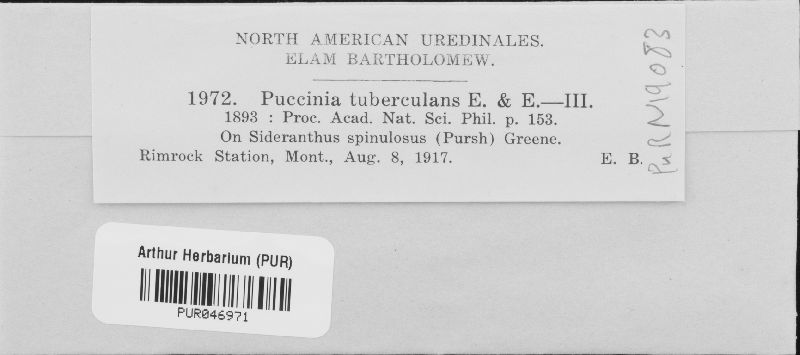 NORTH AMERICAN UREDINALES.
ELAM BARTHOLOMEW.
1972. Puccinia tuberculans E. & E.—III.
1893 : Proc. Acad. Nat. Sci. Phil. p. 153.
On Sideranthus spinulosus (Pursh) Greene.
Rimrock Station, Mont., Aug. 8, 1917. E. B.
PUR N19083
Arthur Herbarium (PUR)
PUR046971